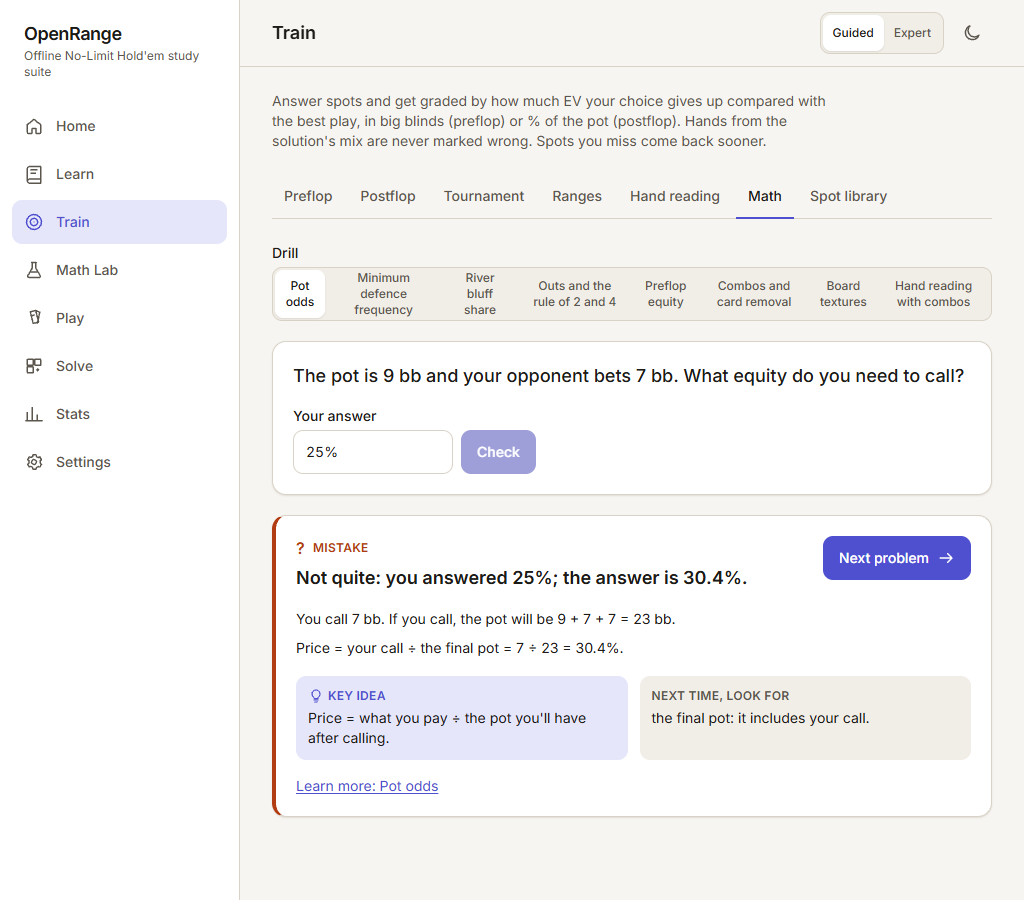 OpenRange
Offline No-Limit Hold'em study
suite
Home
Learn
Train
Math Lab
Play
Solve
Stats
Settings
Train
Guided
Expert
Answer spots and get graded by how much EV your choice gives up compared with
the best play, in big blinds (preflop) or % of the pot (postflop). Hands from the
solution's mix are never marked wrong. Spots you miss come back sooner.
Preflop
Postflop
Tournament
Ranges
Hand reading
Math
Spot library
Drill
Pot
odds
Minimum
defence
frequency
River
bluff
share
Outs and the
rule of 2 and 4
Preflop
equity
Combos and
card removal
Board
textures
Hand reading
with combos
The pot is 9 bb and your opponent bets 7 bb. What equity do you need to call?
Your answer
25%
Check
? MISTAKE
Not quite: you answered 25%; the answer is 30.4%.
Next problem →
You call 7 bb. If you call, the pot will be 9 + 7 + 7 = 23 bb.
Price = your call ÷ the final pot = 7 ÷ 23 = 30.4%.
KEY IDEA
Price = what you pay ÷ the pot you'll have
after calling.
NEXT TIME, LOOK FOR
the final pot: it includes your call.
Learn more: Pot odds